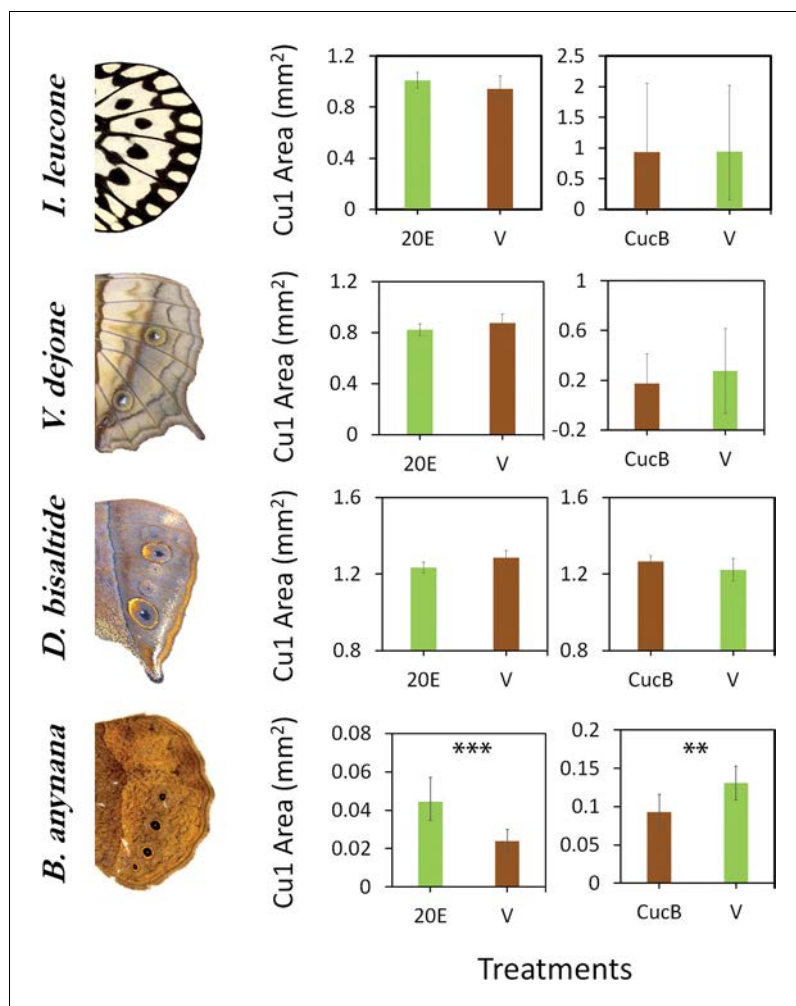 I. leucone
Cu1 Area (mm²)
1.2
0.8
0.4
0
20E V
2.5
2
1.5
1
0.5
0
CucB V
V. dejone
Cu1 Area (mm²)
1.2
0.8
0.4
0
20E V
1
0.6
0.2
-0.2
CucB V
D. bisaltide
Cu1 Area (mm²)
1.6
1.2
0.8
20E V
1.6
1.2
0.8
CucB V
B. anynana
Cu1 Area (mm²)
0.08
0.06
0.04
0.02
0
***
20E V
0.2
0.15
0.1
0.05
0
**
CucB V
Treatments